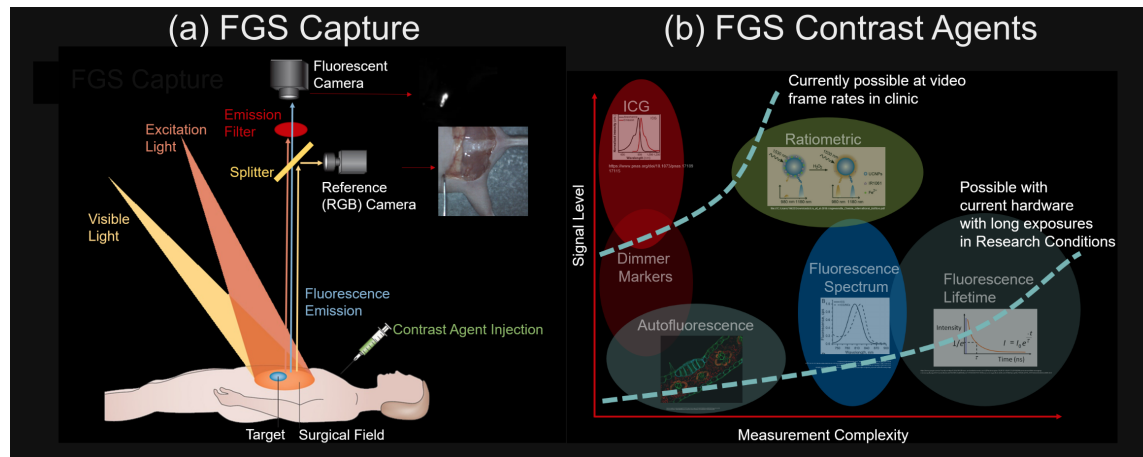 (a) FGS Capture
FGS Capture
Fluorescent
Camera
Emission
Filter
Excitation
Light
Splitter
Reference
(RGB) Camera
Visible
Light
Fluorescence
Emission
Contrast Agent Injection
Target
Surgical Field
(b) FGS Contrast Agents
Currently possible at video
frame rates in clinic
ICG
Ratiometric
Possible with
current hardware
with long exposures
in Research Conditions
Signal Level
Dimmer
Markers
Fluorescence
Spectrum
Fluorescence
Lifetime
Autofluorescence
Intensity
1/e
τ
Time (ns)
Measurement Complexity